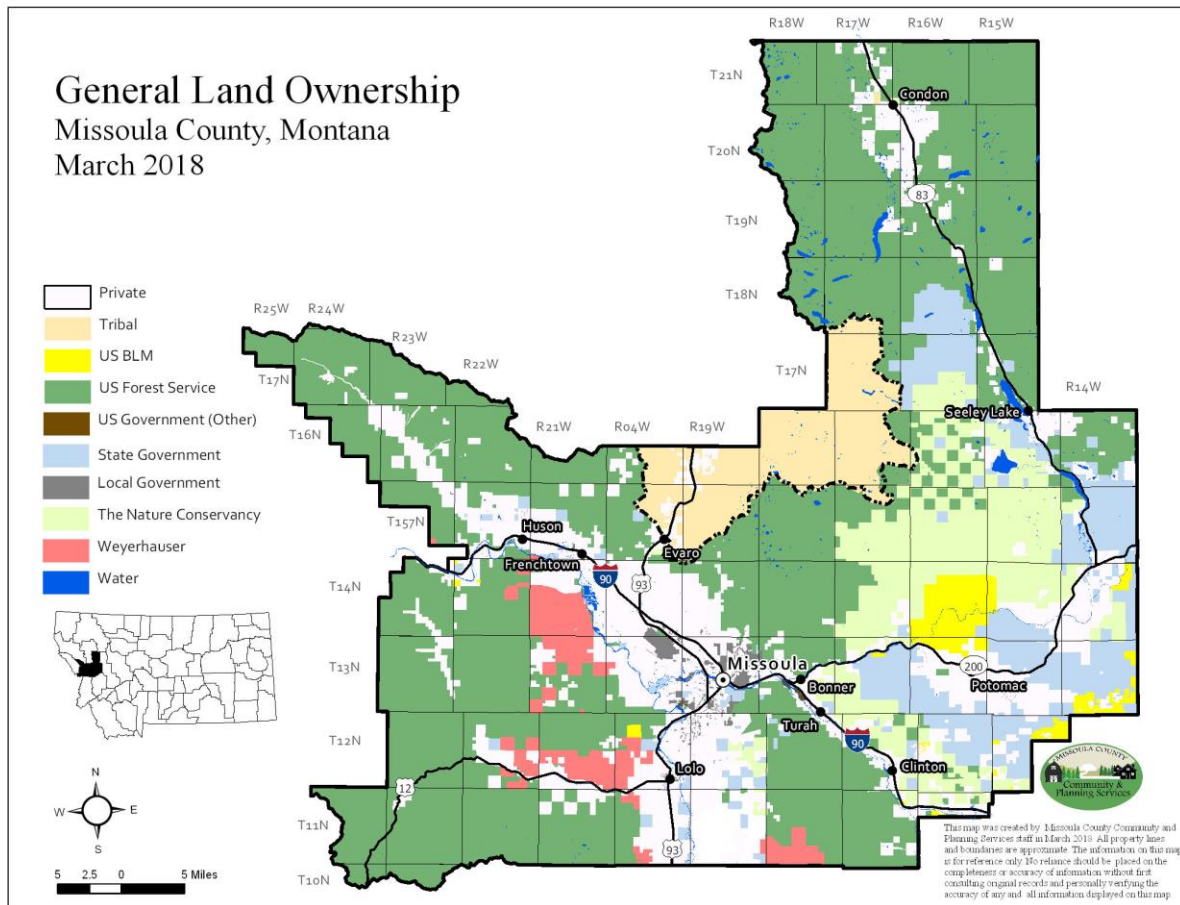 General Land Ownership
Missoula County, Montana
March 2018
R18W
R17W
R16W
R15W
T21N
T20N
T19N
T18N
T17N
Condon
83
Seeley Lake
R14W
Private
Tribal
US BLM
US Forest Service
US Government (Other)
State Government
Local Government
The Nature Conservancy
Weyerhauser
Water
R25W
R24W
R23W
R22W
R21W
R04W
R19W
T17N
T16N
T157N
T14N
T13N
T12N
T11N
T10N
Huson
Frenchtown
Evaro
90
93
Missoula
Bonner
200
Potomac
Turah
90
Clinton
Lolo
12
93
N
W
E
S
5 2.5 0 5 Miles
MISSOULA COUNTY
Community &
Planning Services
This map was created by Missoula County Community and
Planning Services staff in March 2018. All property lines
and boundaries are approximate. The information on this map
is for reference only. No reliance should be placed on the
completeness or accuracy of information without first
consulting original records and personally verifying the
accuracy of any and all information displayed on this map.